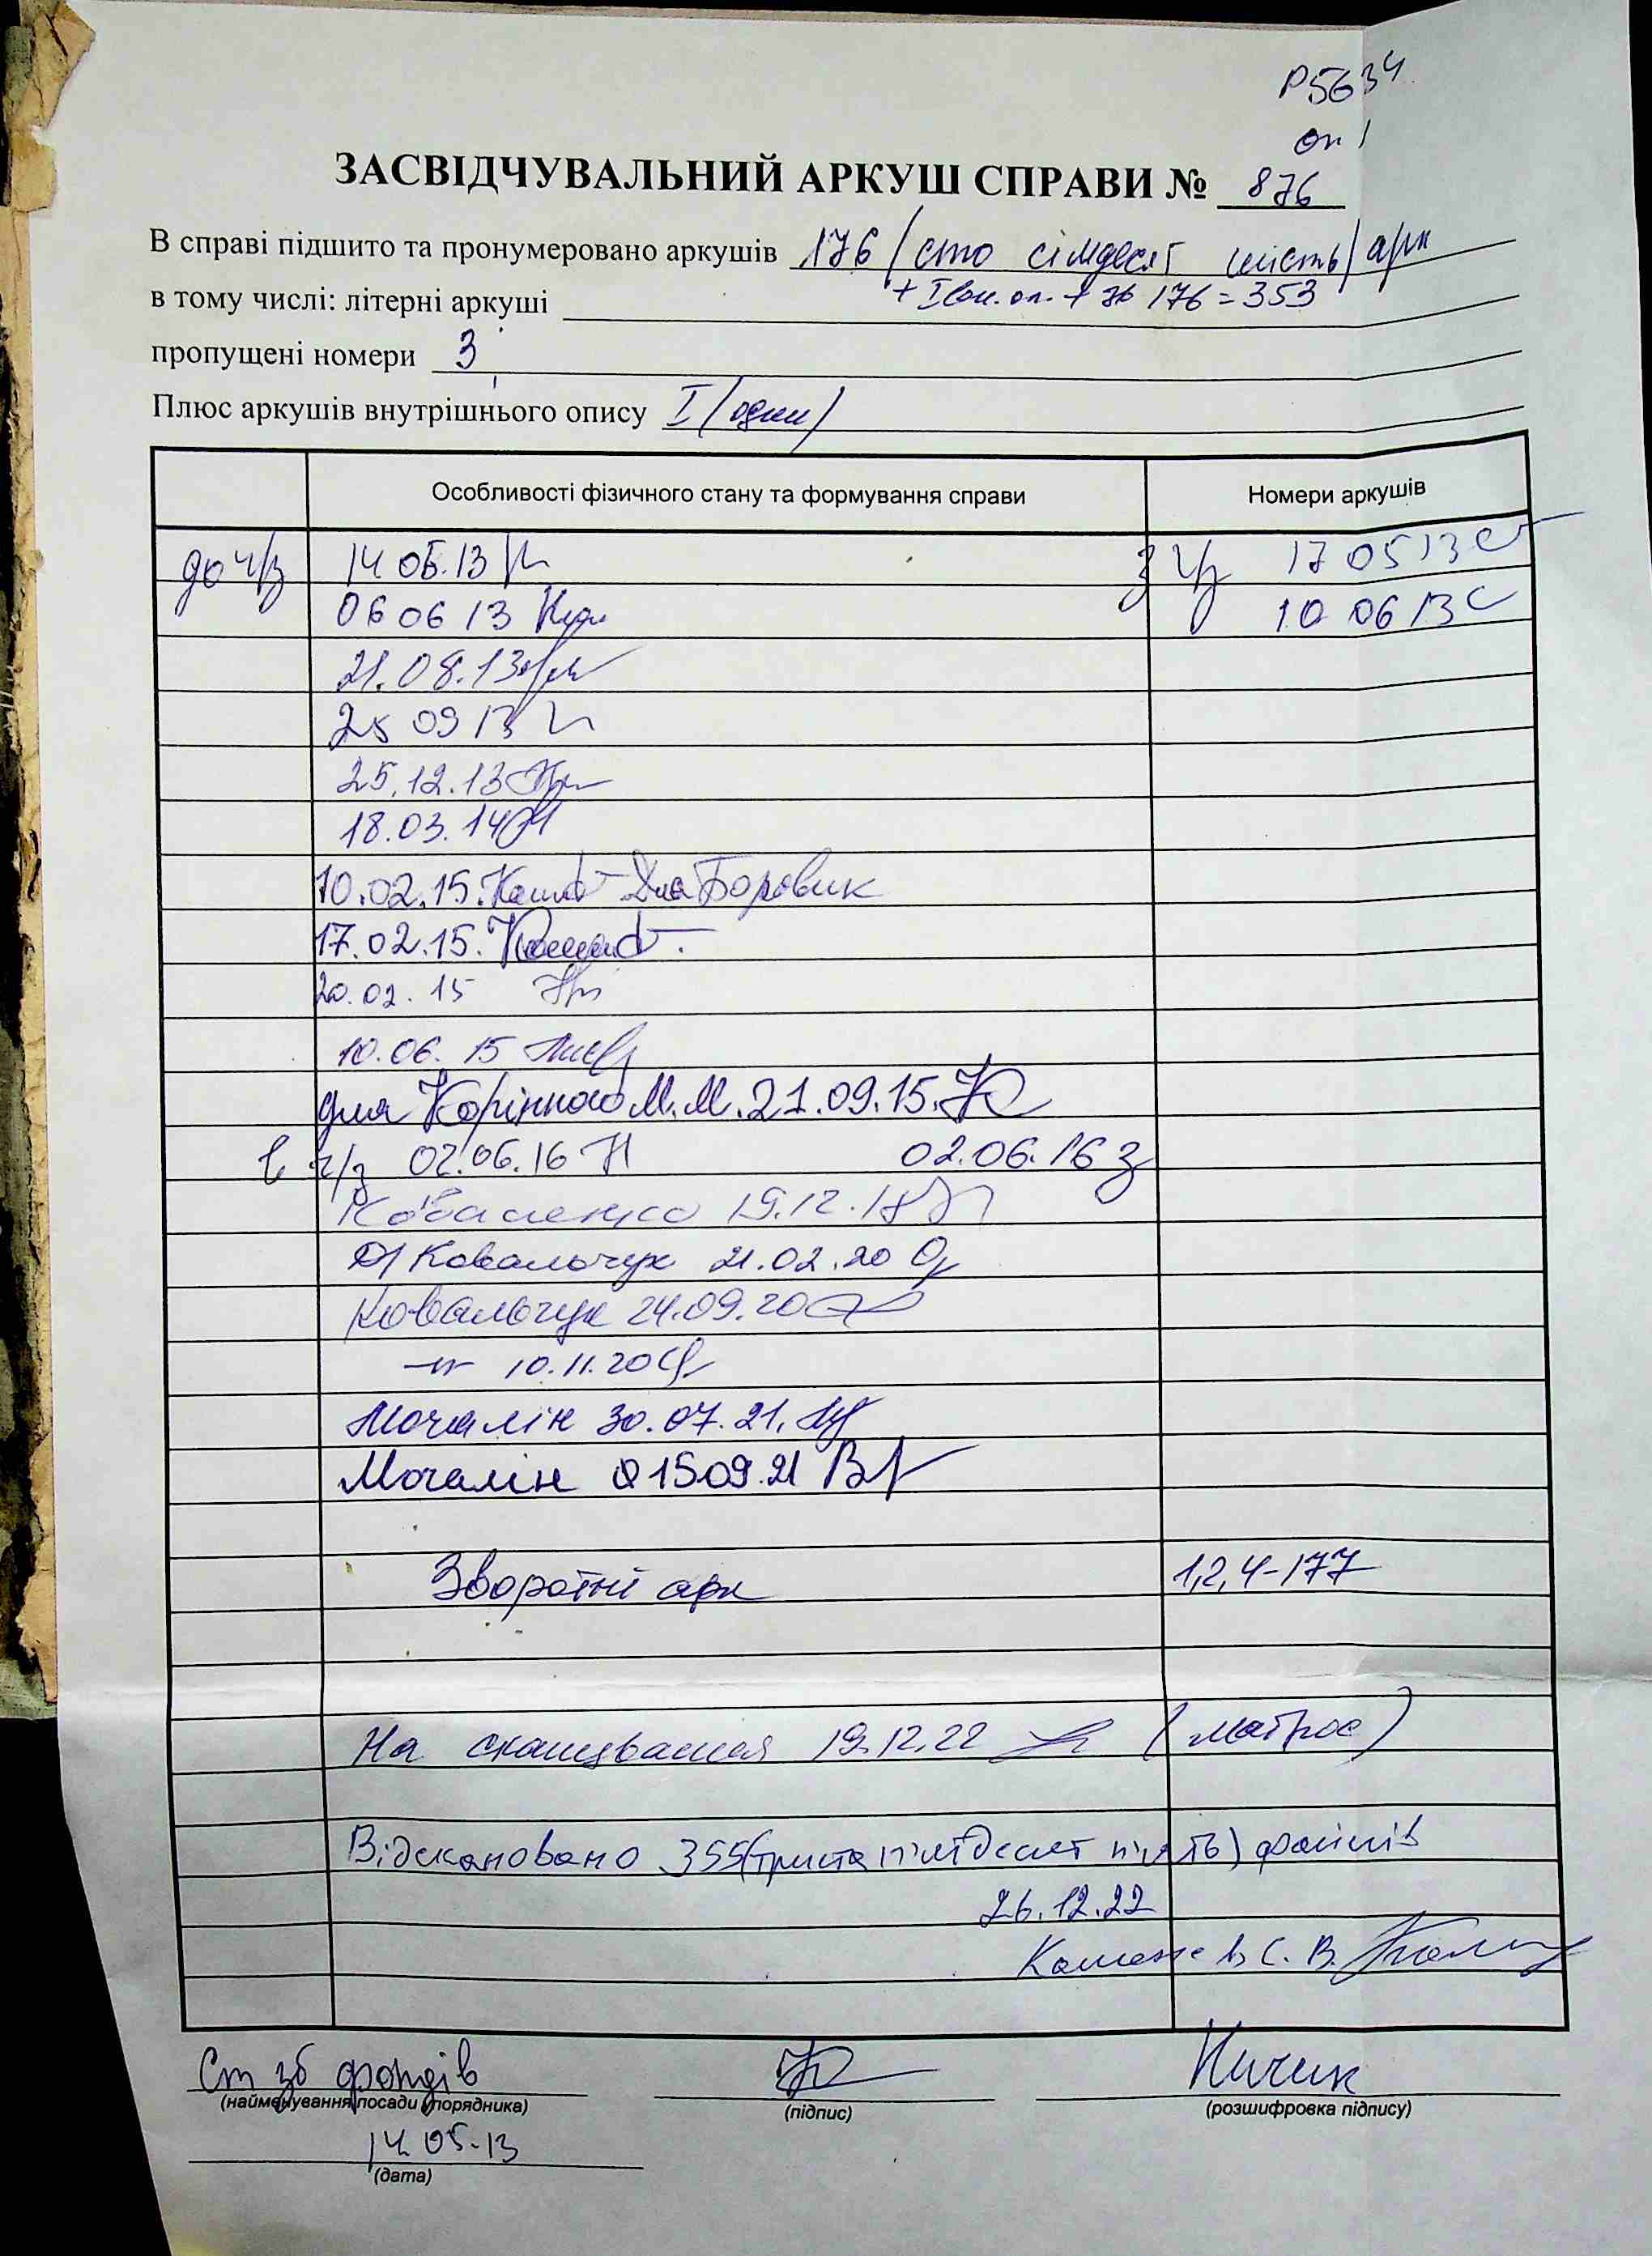 Р5634
оп 1
ЗАСВІДЧУВАЛЬНИЙ АРКУШ СПРАВИ № 876
В справі підшито та пронумеровано аркушів 176 (сто сімдесят шість) арк
в тому числі: літерні аркуші + I вн. оп. + зв 176 = 353
пропущені номери 3
Плюс аркушів внутрішнього опису I (один)
Особливості фізичного стану та формування справи Номери аркушів
до ч/з 14 05.13 з ч/з 17 05 13
06 06 13 10 06 13
21.08.13
25 09 13
25.12.13
18.03.14
10.02.15. Для Боровик
17.02.15.
20.02.15
10.06.15
для Корінного М.М. 21.09.15.
в ч/з 02.06.16 02.06.16 з
Коваленко 19.12.18
Ковальчук 21.02.20
Ковальчук 24.09.20
-"- 10.11.20
Мочалін 30.07.21.
Мочалін 15.09.21
Зворотні арк 1,2,4-177
На сканування 19.12.22 (Матрос)
Відскановано 355 (триста п'ятдесят п'ять) файлів
26.12.22
С. В.
Ст зб фондів Ничик
(найменування посади упорядника) (підпис) (розшифровка підпису)
14 05.13
(дата)